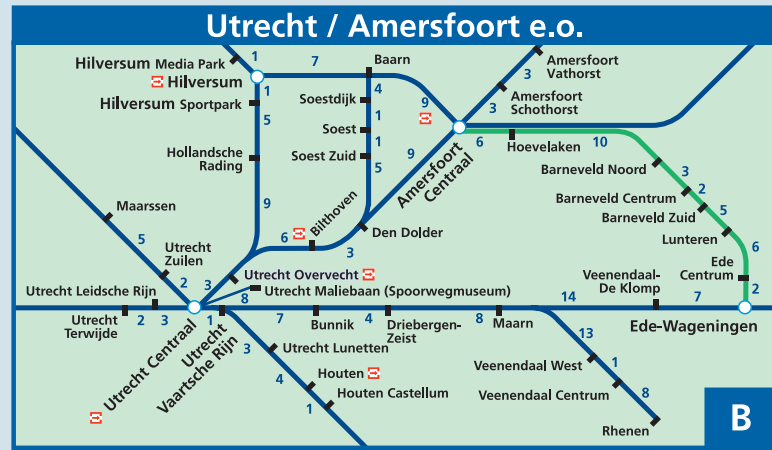 Utrecht / Amersfoort e.o.
Hilversum Media Park
1
7
Baarn
Amersfoort
Vathorst
3
Hilversum
1
4
9
Amersfoort
Schothorst
3
Hilversum Sportpark
Soestdijk
5
1
Soest
1
Hollandsche
Rading
Soest Zuid
5
9
Amersfoort
Centraal
6
Hoevelaken
10
Barneveld Noord
3
Barneveld Centrum
2
Barneveld Zuid
5
Lunteren
6
Maarssen
9
6
Bilthoven
3
Den Dolder
5
Utrecht
Zuilen
2
3
Utrecht Overvecht
8
Utrecht Maliebaan (Spoorwegmuseum)
Ede
Centrum
2
Veenendaal-
De Klomp
Utrecht Leidsche Rijn
14
7
Utrecht
Terwijde
2
3
Utrecht Centraal
1
Utrecht
Vaartsche Rijn
7
Bunnik
4
Driebergen-
Zeist
8
Maarn
Ede-Wageningen
3
Utrecht Lunetten
13
4
Houten
Veenendaal West
1
1
Houten Castellum
Veenendaal Centrum
8
Rhenen
B